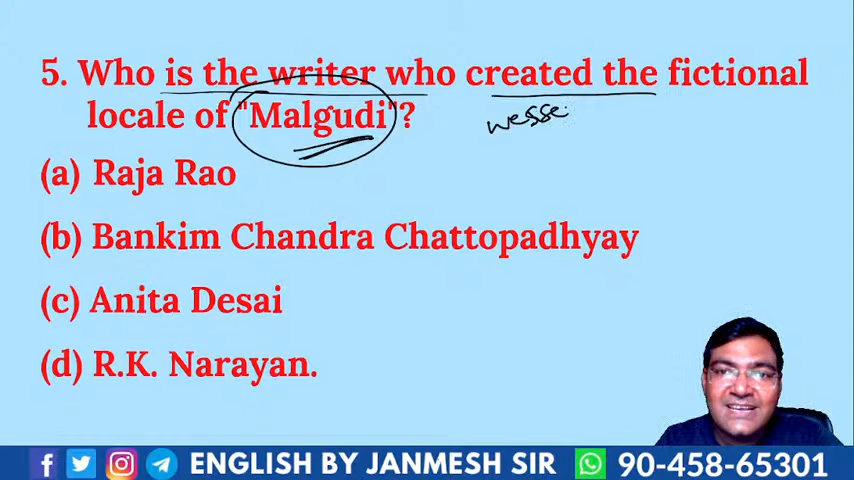 5. Who is the writer who created the fictional
locale of "Malgudi"?
wesse
(a) Raja Rao
(b) Bankim Chandra Chattopadhyay
(c) Anita Desai
(d) R.K. Narayan.
ENGLISH BY JANMESH SIR 90-458-65301